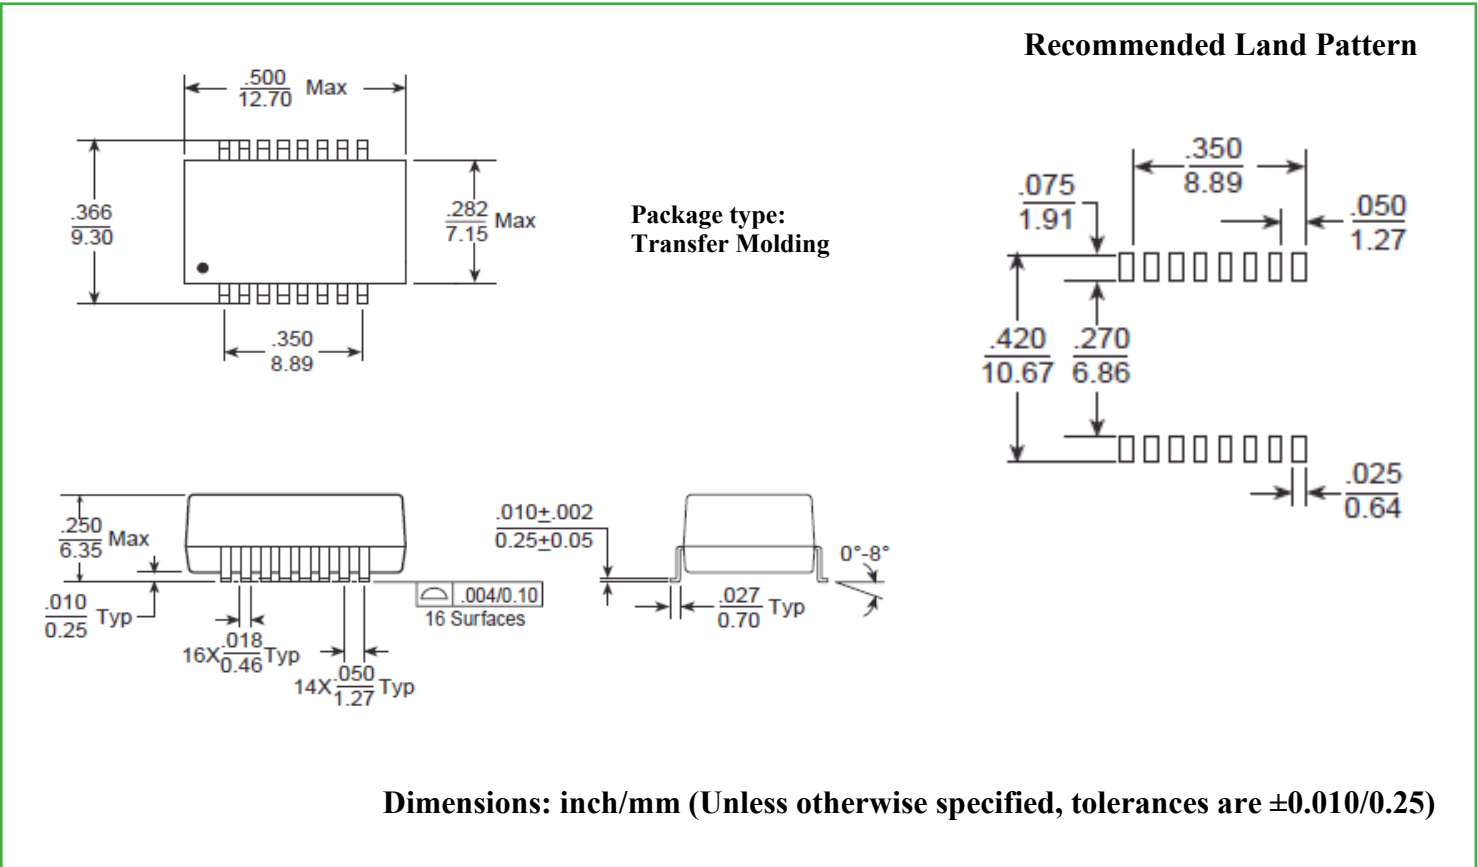 Recommended Land Pattern
.500
12.70
Max
.366
9.30
.282
7.15
Max
.350
8.89
Package type:
Transfer Molding
.350
8.89
.075
1.91
.050
1.27
.420
10.67
.270
6.86
.025
0.64
.250
6.35
Max
.010
0.25
Typ
16X
.018
0.46
Typ
14X
.050
1.27
Typ
.004/0.10
16 Surfaces
.010±.002
0.25±0.05
.027
0.70
Typ
0°-8°
Dimensions: inch/mm (Unless otherwise specified, tolerances are ±0.010/0.25)